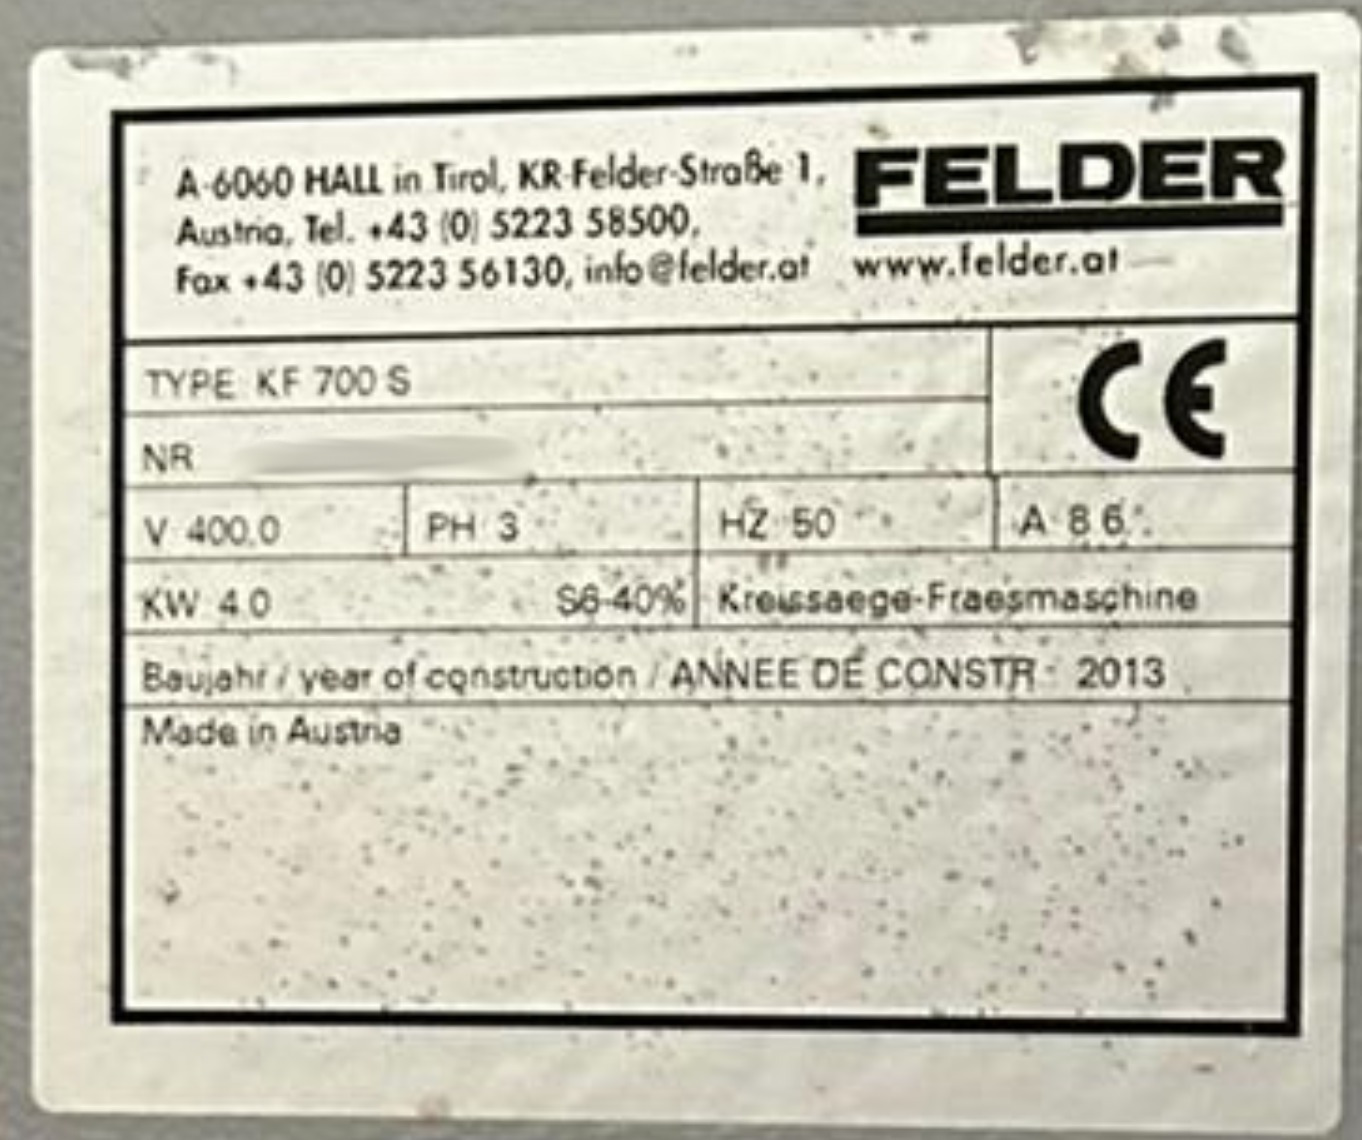 A-6060 HALL in Tirol, KR-Felder-Straße 1,
Austria, Tel. +43 (0) 5223 58500,
Fax +43 (0) 5223 56130, info@felder.at
FELDER
www.felder.at
TYPE: KF 700 S
CE
NR
V: 400.0 PH: 3 HZ: 50 A: 8.6
KW: 4.0 S6-40% Kreissaege-Fraesmaschine
Baujahr / year of construction / ANNEE DE CONSTR.: 2013
Made in Austria